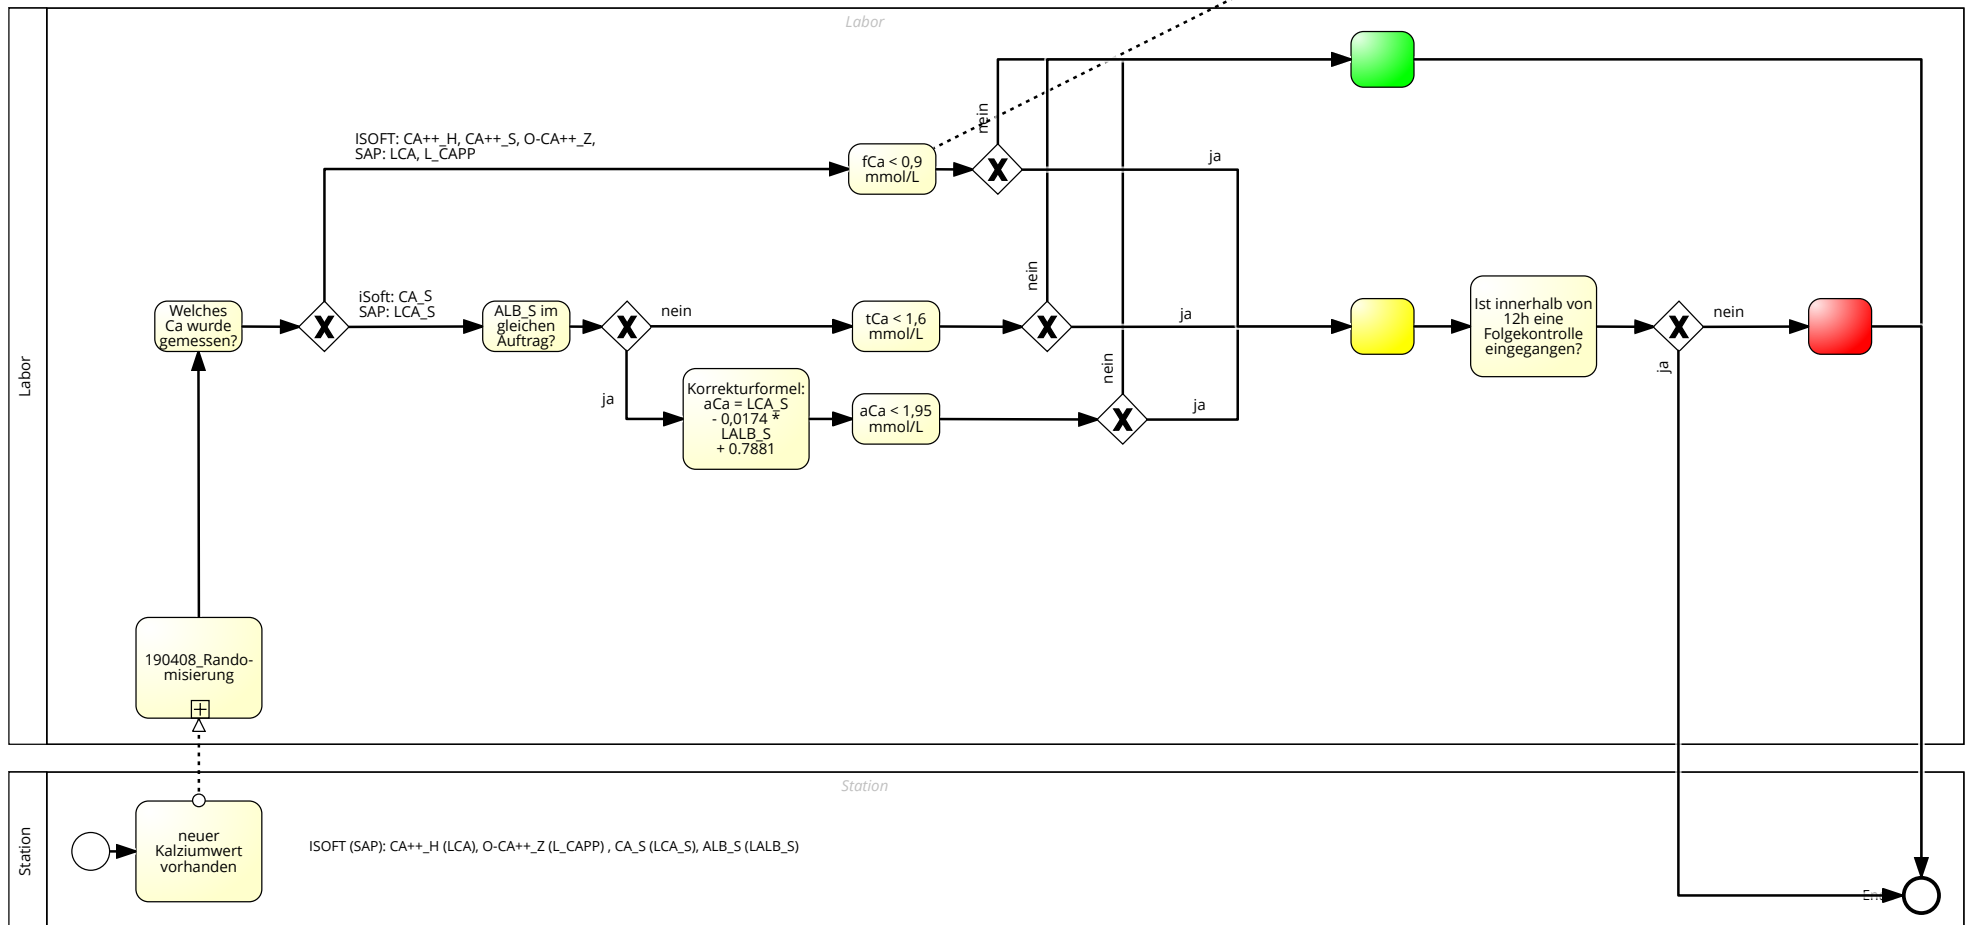 Labor
Labor
nein
ISOFT: CA++_H, CA++_S, O-CA++_Z,
SAP: LCA, L_CAPP
fCa < 0,9
mmol/L
ja
Welches
Ca wurde
gemessen?
iSoft: CA_S
SAP: LCA_S
ALB_S im
gleichen
Auftrag?
nein
tCa < 1,6
mmol/L
nein
ja
Ist innerhalb von
12h eine
Folgekontrolle
eingegangen?
nein
ja
ja
Korrekturformel:
aCa = LCA_S
- 0,0174 *
LALB_S
+ 0.7881
aCa < 1,95
mmol/L
nein
ja
190408_Rando-
misierung
Station
Station
neuer
Kalziumwert
vorhanden
ISOFT (SAP): CA++_H (LCA), O-CA++_Z (L_CAPP) , CA_S (LCA_S), ALB_S (LALB_S)